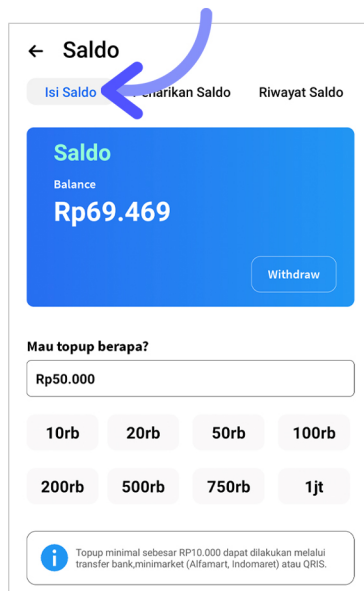 ← Saldo
Isi Saldo Penarikan Saldo Riwayat Saldo
Saldo
Balance
Rp69.469
Withdraw
Mau topup berapa?
Rp50.000
10rb 20rb 50rb 100rb
200rb 500rb 750rb 1jt
Topup minimal sebesar RP10.000 dapat dilakukan melalui
transfer bank,minimarket (Alfamart, Indomaret) atau QRIS.